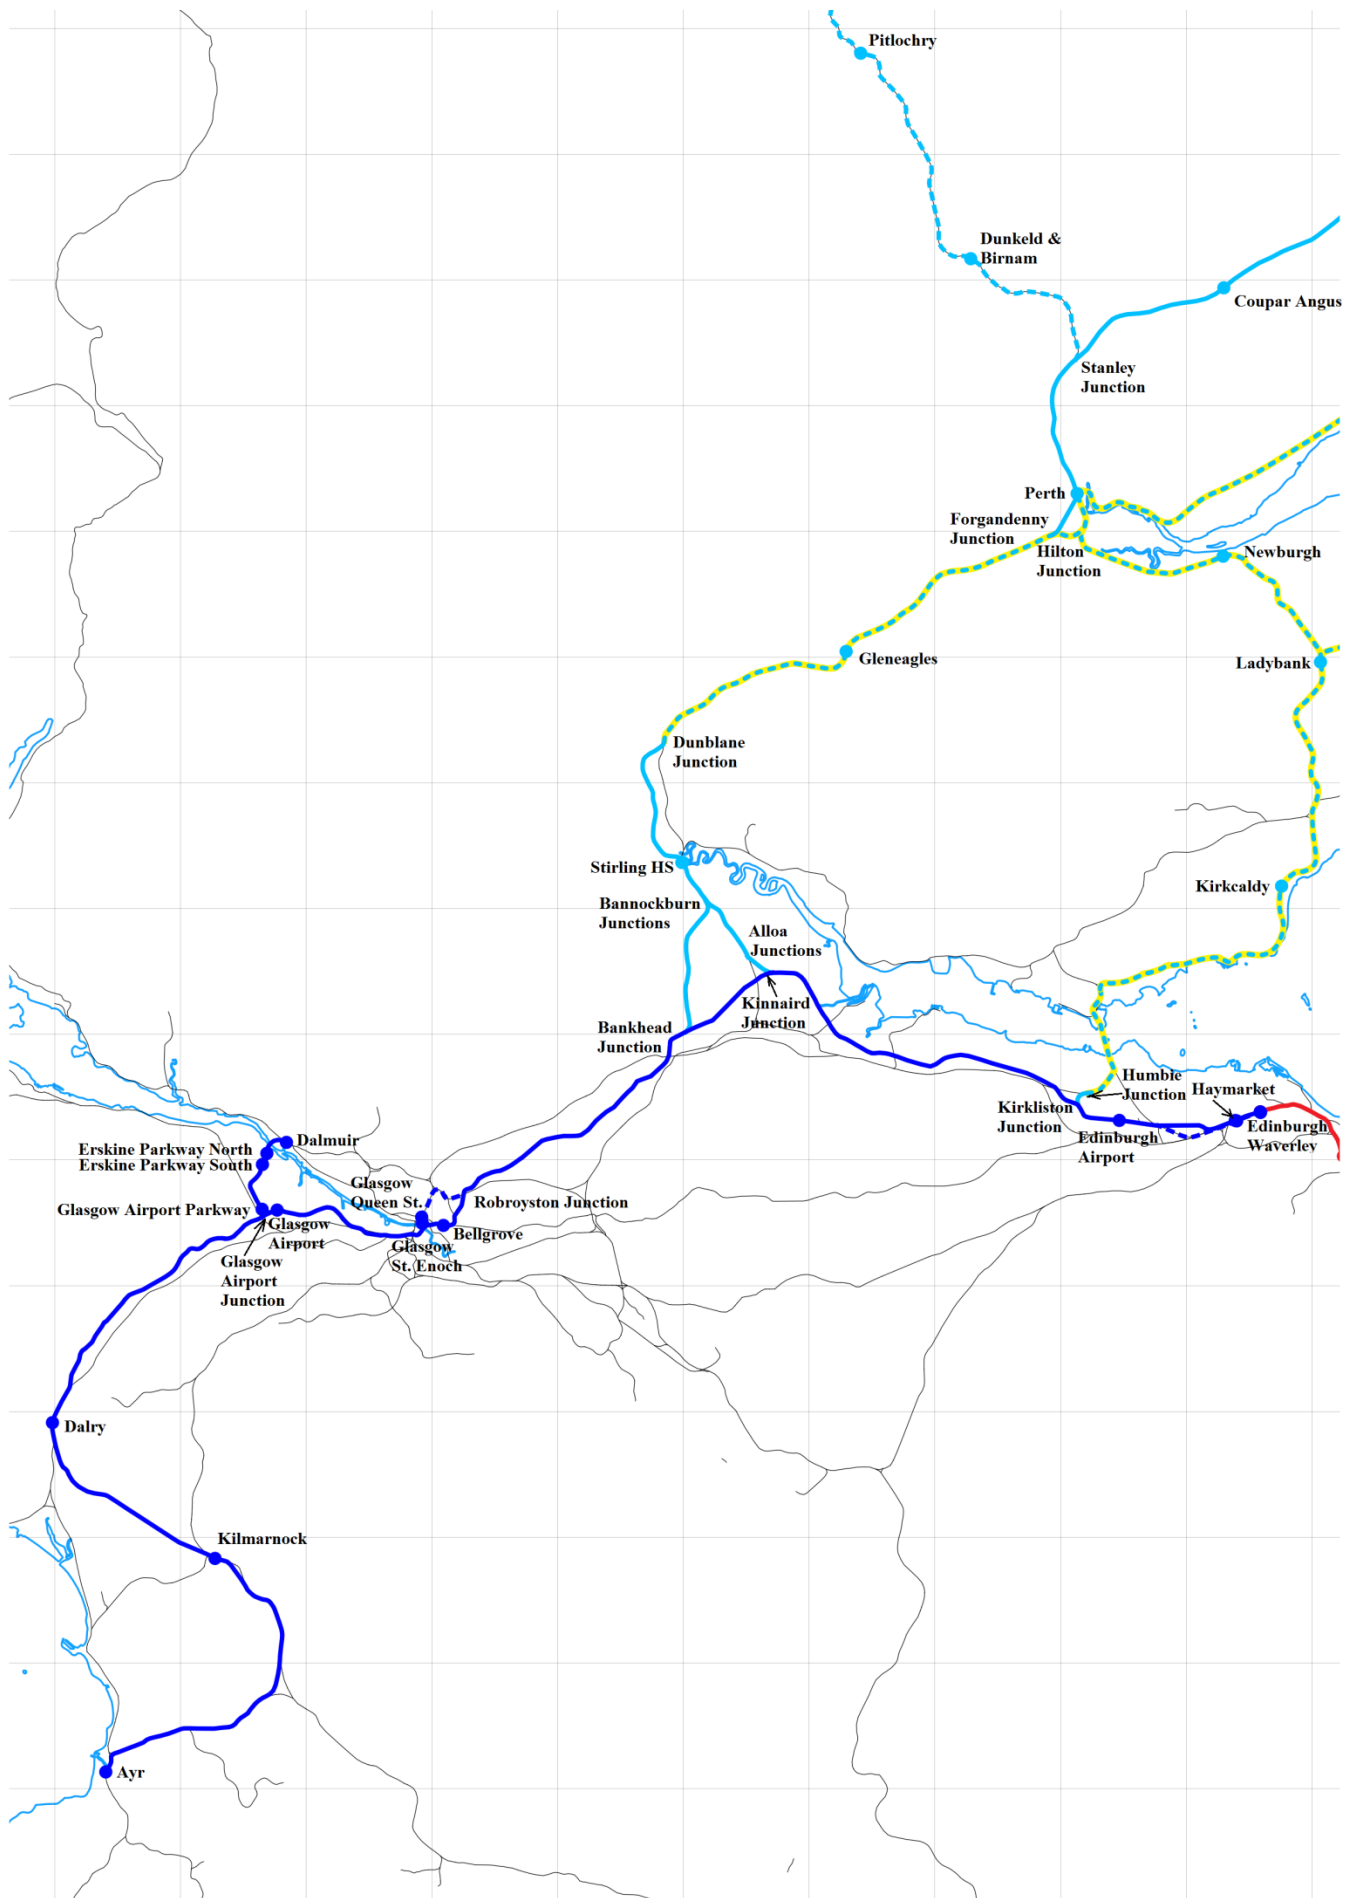 Pitlochry
Dunkeld &
Birnam
Coupar Angus
Stanley
Junction
Perth
Forgandenny
Junction
Hilton
Junction
Newburgh
Gleneagles
Ladybank
Dunblane
Junction
Stirling HS
Kirkcaldy
Bannockburn
Junctions
Alloa
Junctions
Kinnaird
Junction
Bankhead
Junction
Humbie
Junction
Haymarket
Kirkliston
Junction
Edinburgh
Airport
Edinburgh
Waverley
Dalmuir
Erskine Parkway North
Erskine Parkway South
Glasgow
Queen St.
Robroyston Junction
Glasgow Airport Parkway
Glasgow
Airport
Bellgrove
Glasgow
St. Enoch
Glasgow
Airport
Junction
Dalry
Kilmarnock
Ayr